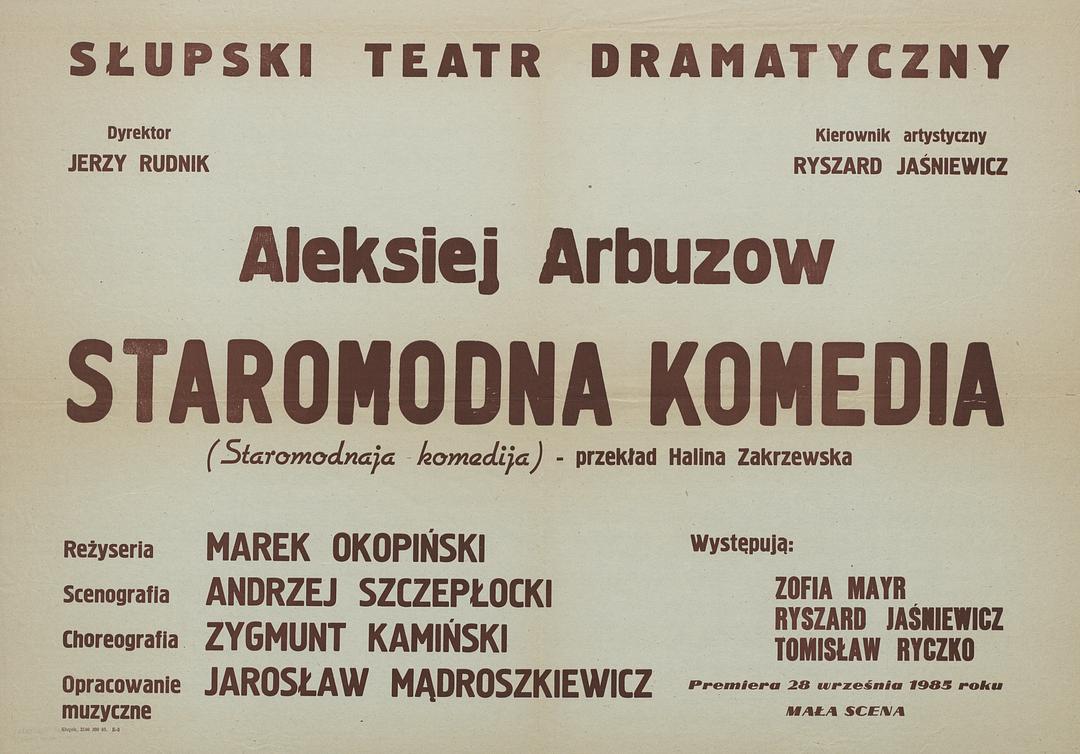 SŁUPSKI TEATR DRAMATYCZNY
Dyrektor
JERZY RUDNIK
Kierownik artystyczny
RYSZARD JAŚNIEWICZ
Aleksiej Arbuzow
STAROMODNA KOMEDIA
(Staromodnaja komedija) - przekład Halina Zakrzewska
Reżyseria MAREK OKOPIŃSKI
Scenografia ANDRZEJ SZCZEPŁOCKI
Choreografia ZYGMUNT KAMIŃSKI
Opracowanie muzyczne JAROSŁAW MĄDROSZKIEWICZ
Występują:
ZOFIA MAYR
RYSZARD JAŚNIEWICZ
TOMISŁAW RYCZKO
Premiera 28 września 1985 roku
MAŁA SCENA